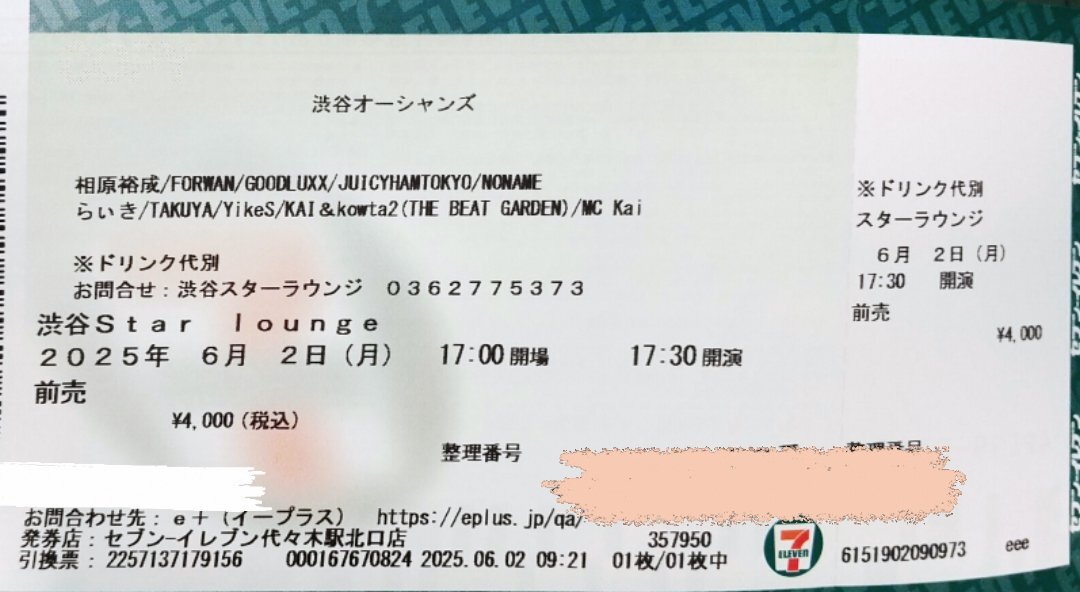 渋谷オーシャンズ
相原裕成/FORWAN/GOODLUXX/JUICYHAMTOKYO/NONAME
らいき/TAKUYA/YikeS/KAI＆kowta2(THE BEAT GARDEN)/MC Kai
※ドリンク代別
お問合せ：渋谷スターラウンジ　０３６２７７５３７３
渋谷Ｓｔａｒ　ｌｏｕｎｇｅ
２０２５年　６月　２日（月）　17:00開場　17:30開演
前売
¥4,000（税込）
整理番号
お問合わせ先：ｅ＋（イープラス）　https://eplus.jp/qa/
発券店：セブン-イレブン代々木駅北口店　357950
引換票：2257137179156　000167670824 2025.06.02 09:21　01枚/01枚中
7
ELEVEN
※ドリンク代別
スターラウンジ
６月　２日（月）
17:30　開演
前売
¥4,000
整理番号
6151902090973　eee